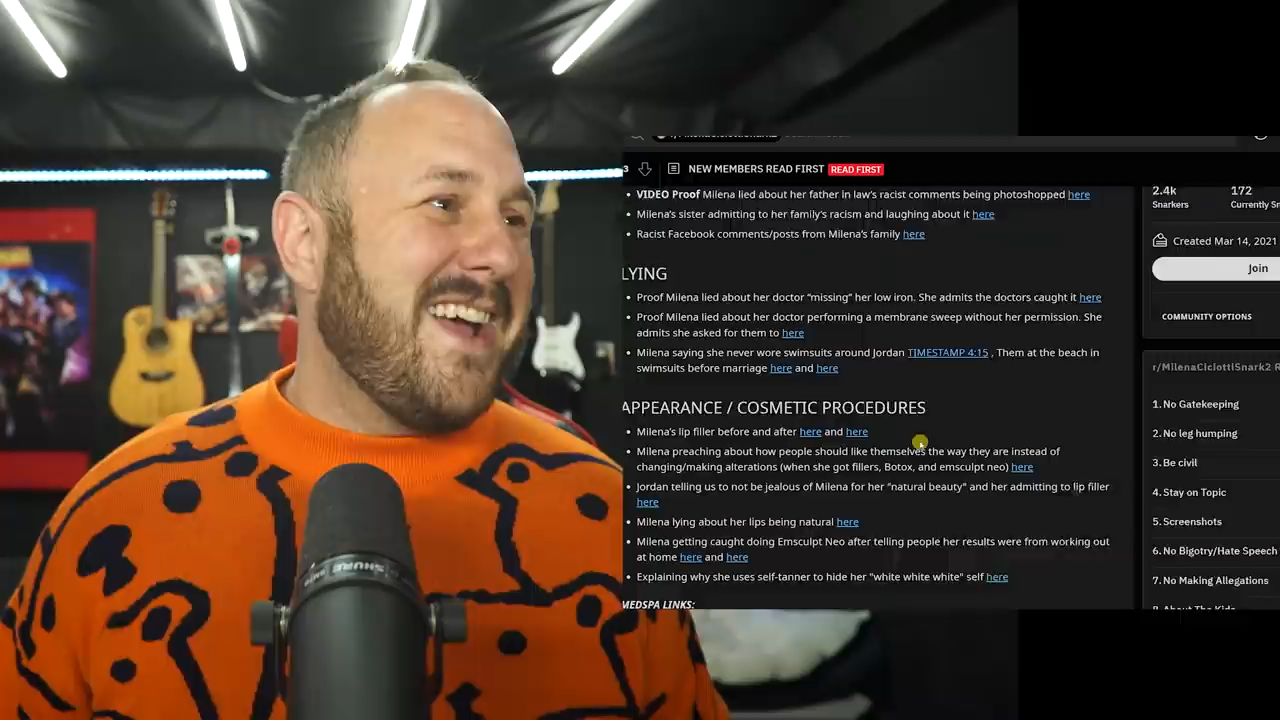 NEW MEMBERS READ FIRST READ FIRST
VIDEO Proof Milena lied about her father in law's racist comments being photoshopped here
Milena's sister admitting to her family's racism and laughing about it here
Racist Facebook comments/posts from Milena's family here
LYING
Proof Milena lied about her doctor "missing" her low iron. She admits the doctors caught it here
Proof Milena lied about her doctor performing a membrane sweep without her permission. She
admits she asked for them to here
Milena saying she never wore swimsuits around Jordan TIMESTAMP 4:15 , Them at the beach in
swimsuits before marriage here and here
APPEARANCE / COSMETIC PROCEDURES
Milena's lip filler before and after here and here
Milena preaching about how people should like themselves the way they are instead of
changing/making alterations (when she got fillers, Botox, and emsculpt neo) here
Jordan telling us to not be jealous of Milena for her "natural beauty" and her admitting to lip filler
here
Milena lying about her lips being natural here
Milena getting caught doing Emsculpt Neo after telling people her results were from working out
at home here and here
Explaining why she uses self-tanner to hide her "white white white" self here
MEDSPA LINKS:
2.4k 172
Snarkers Currently
Created Mar 14, 2021
Join
COMMUNITY OPTIONS
r/MilenaCiciottiSnark2 R
1. No Gatekeeping
2. No leg humping
3. Be civil
4. Stay on Topic
5. Screenshots
6. No Bigotry/Hate Speech
7. No Making Allegations
8. About The Kids
SHURE